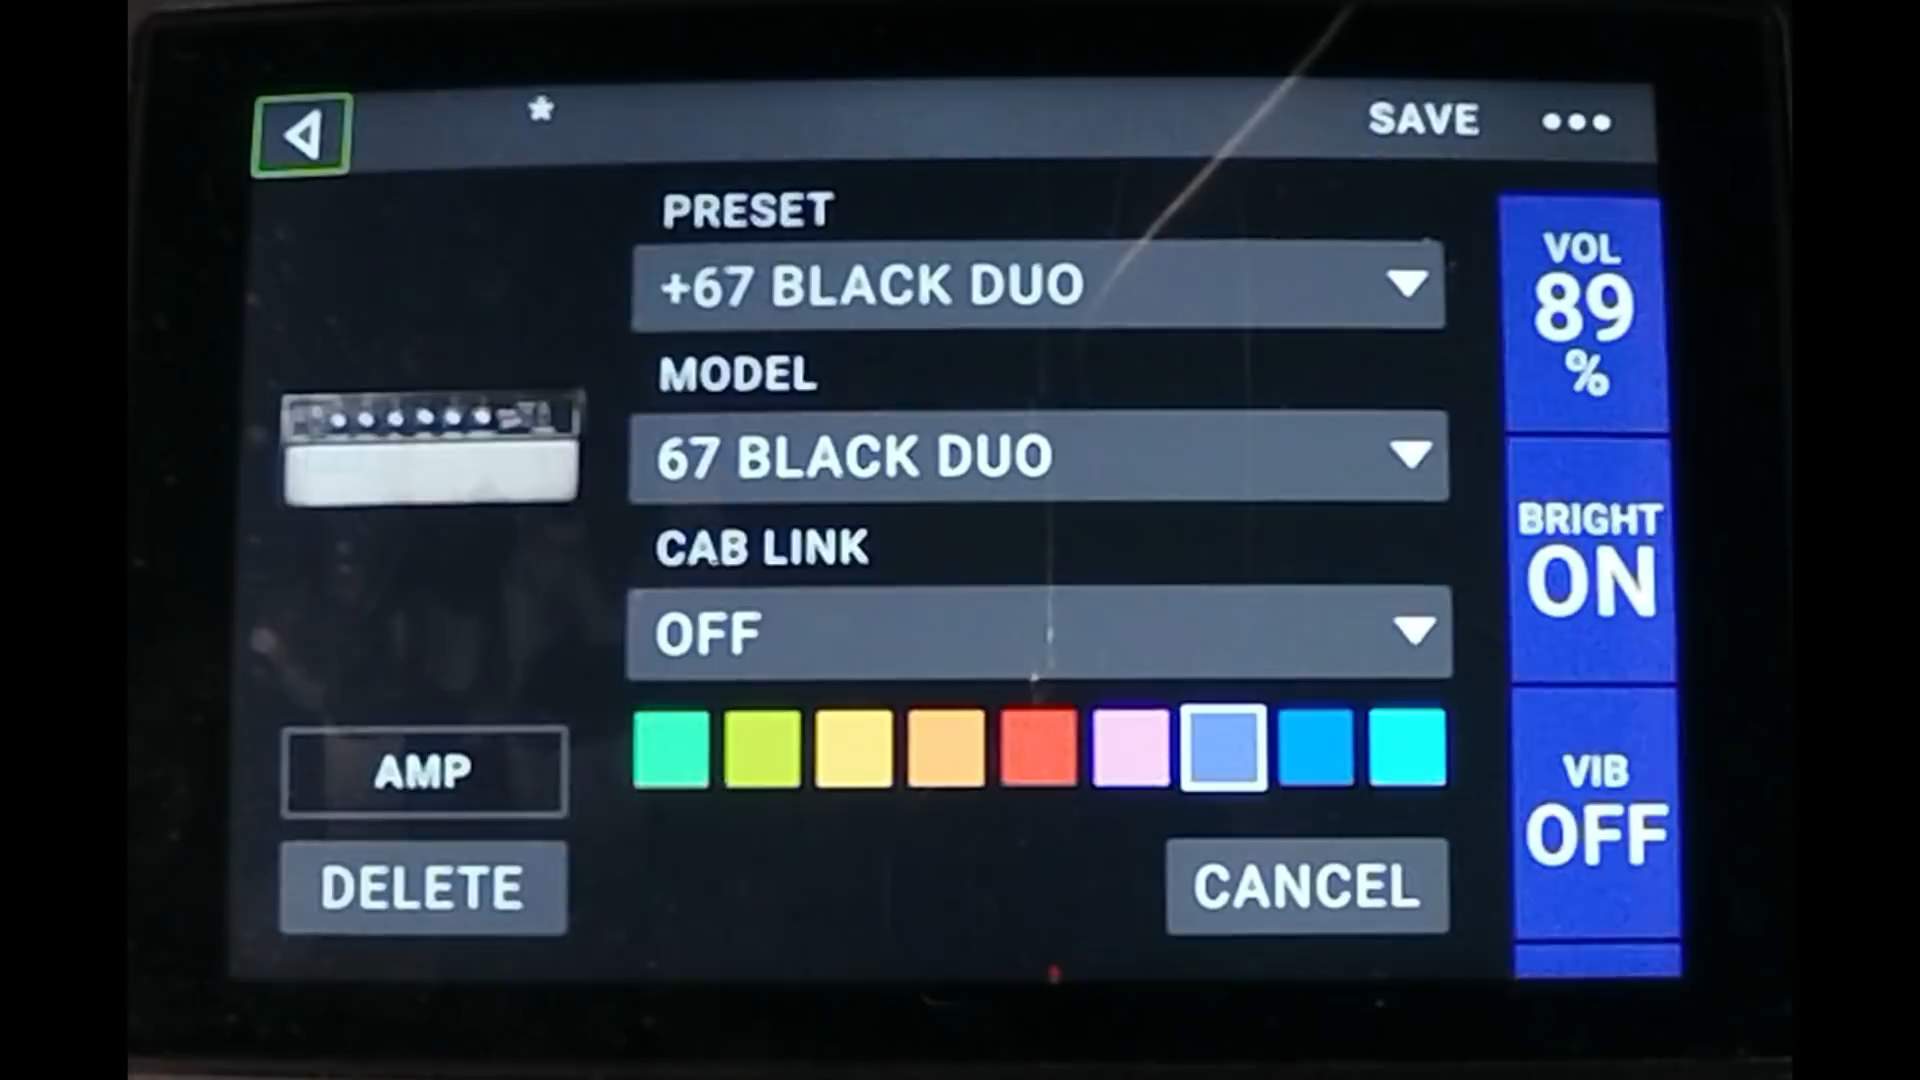 *
SAVE
PRESET
+67 BLACK DUO
MODEL
67 BLACK DUO
CAB LINK
OFF
AMP
DELETE
CANCEL
VOL
89
%
BRIGHT
ON
VIB
OFF